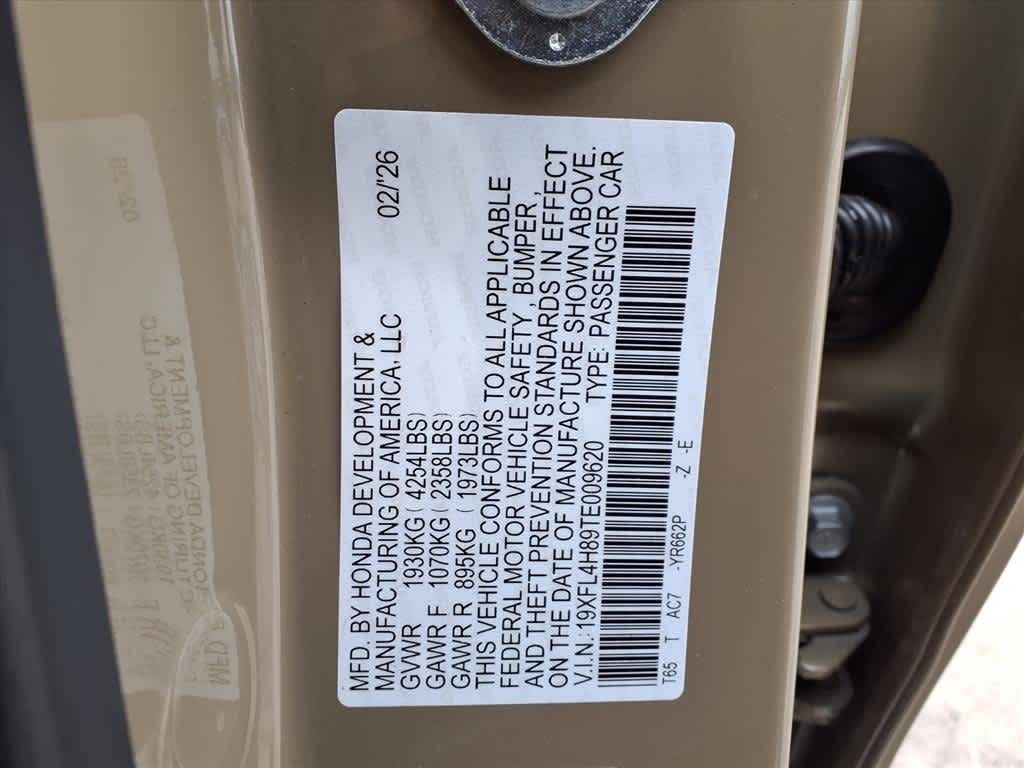 MFD. BY HONDA DEVELOPMENT &
MANUFACTURING OF AMERICA, LLC 02/'26
GVWR 1930KG ( 4254LBS)
GAWR F 1070KG ( 2358LBS)
GAWR R 895KG ( 1973LBS)
THIS VEHICLE CONFORMS TO ALL APPLICABLE
FEDERAL MOTOR VEHICLE SAFETY, BUMPER,
AND THEFT PREVENTION STANDARDS IN EFFECT
ON THE DATE OF MANUFACTURE SHOWN ABOVE.
V.I.N.:19XFL4H89TE009620 TYPE: PASSENGER CAR
T65 T AC7 -YR662P -Z -E